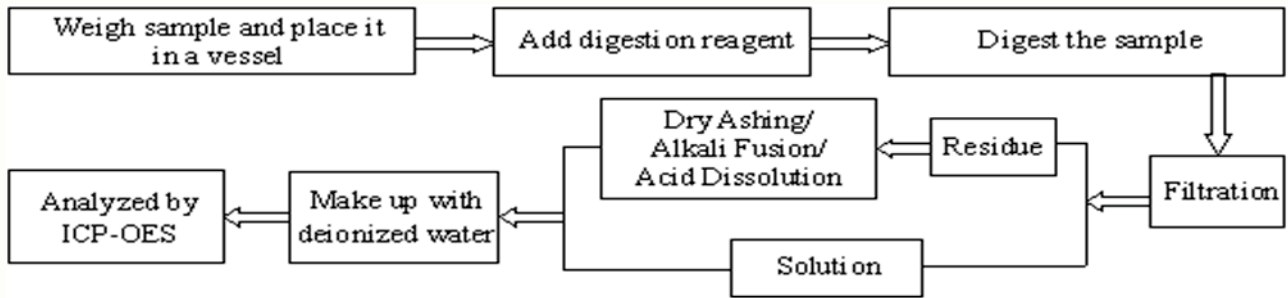 Weigh sample and place it
in a vessel
Add digestion reagent
Digest the sample
Filtration
Residue
Dry Ashing/
Alkali Fusion/
Acid Dissolution
Solution
Make up with
deionized water
Analyzed by
ICP-OES